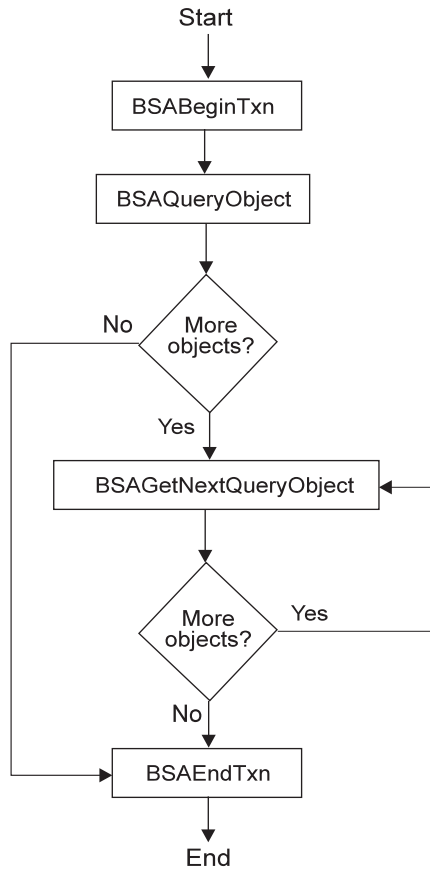 Start
BSABeginTxn
BSAQueryObject
No
More
objects?
Yes
BSAGetNextQueryObject
More
objects?
Yes
No
BSAEndTxn
End